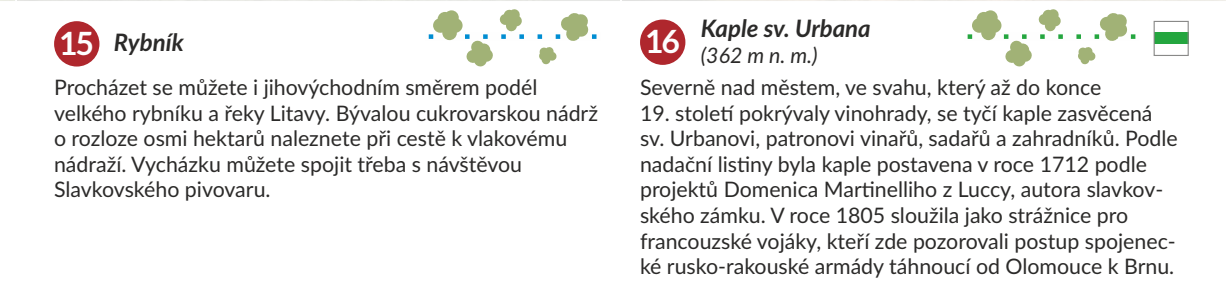 15 Rybník
Procházet se můžete i jihovýchodním směrem podél
velkého rybníku a řeky Litavy. Bývalou cukrovarskou nádrž
o rozloze osmi hektarů naleznete při cestě k vlakovému
nádraží. Vycházku můžete spojit třeba s návštěvou
Slavkovského pivovaru.
16 Kaple sv. Urbana
(362 m n. m.)
Severně nad městem, ve svahu, který až do konce
19. století pokrývaly vinohrady, se tyčí kaple zasvěcená
sv. Urbanovi, patronovi vinařů, sadařů a zahradníků. Podle
nadační listiny byla kaple postavena v roce 1712 podle
projektů Domenica Martinelliho z Luccy, autora slavkov-
ského zámku. V roce 1805 sloužila jako strážnice pro
francouzské vojáky, kteří zde pozorovali postup spojenec-
ké rusko-rakouské armády táhnoucí od Olomouce k Brnu.